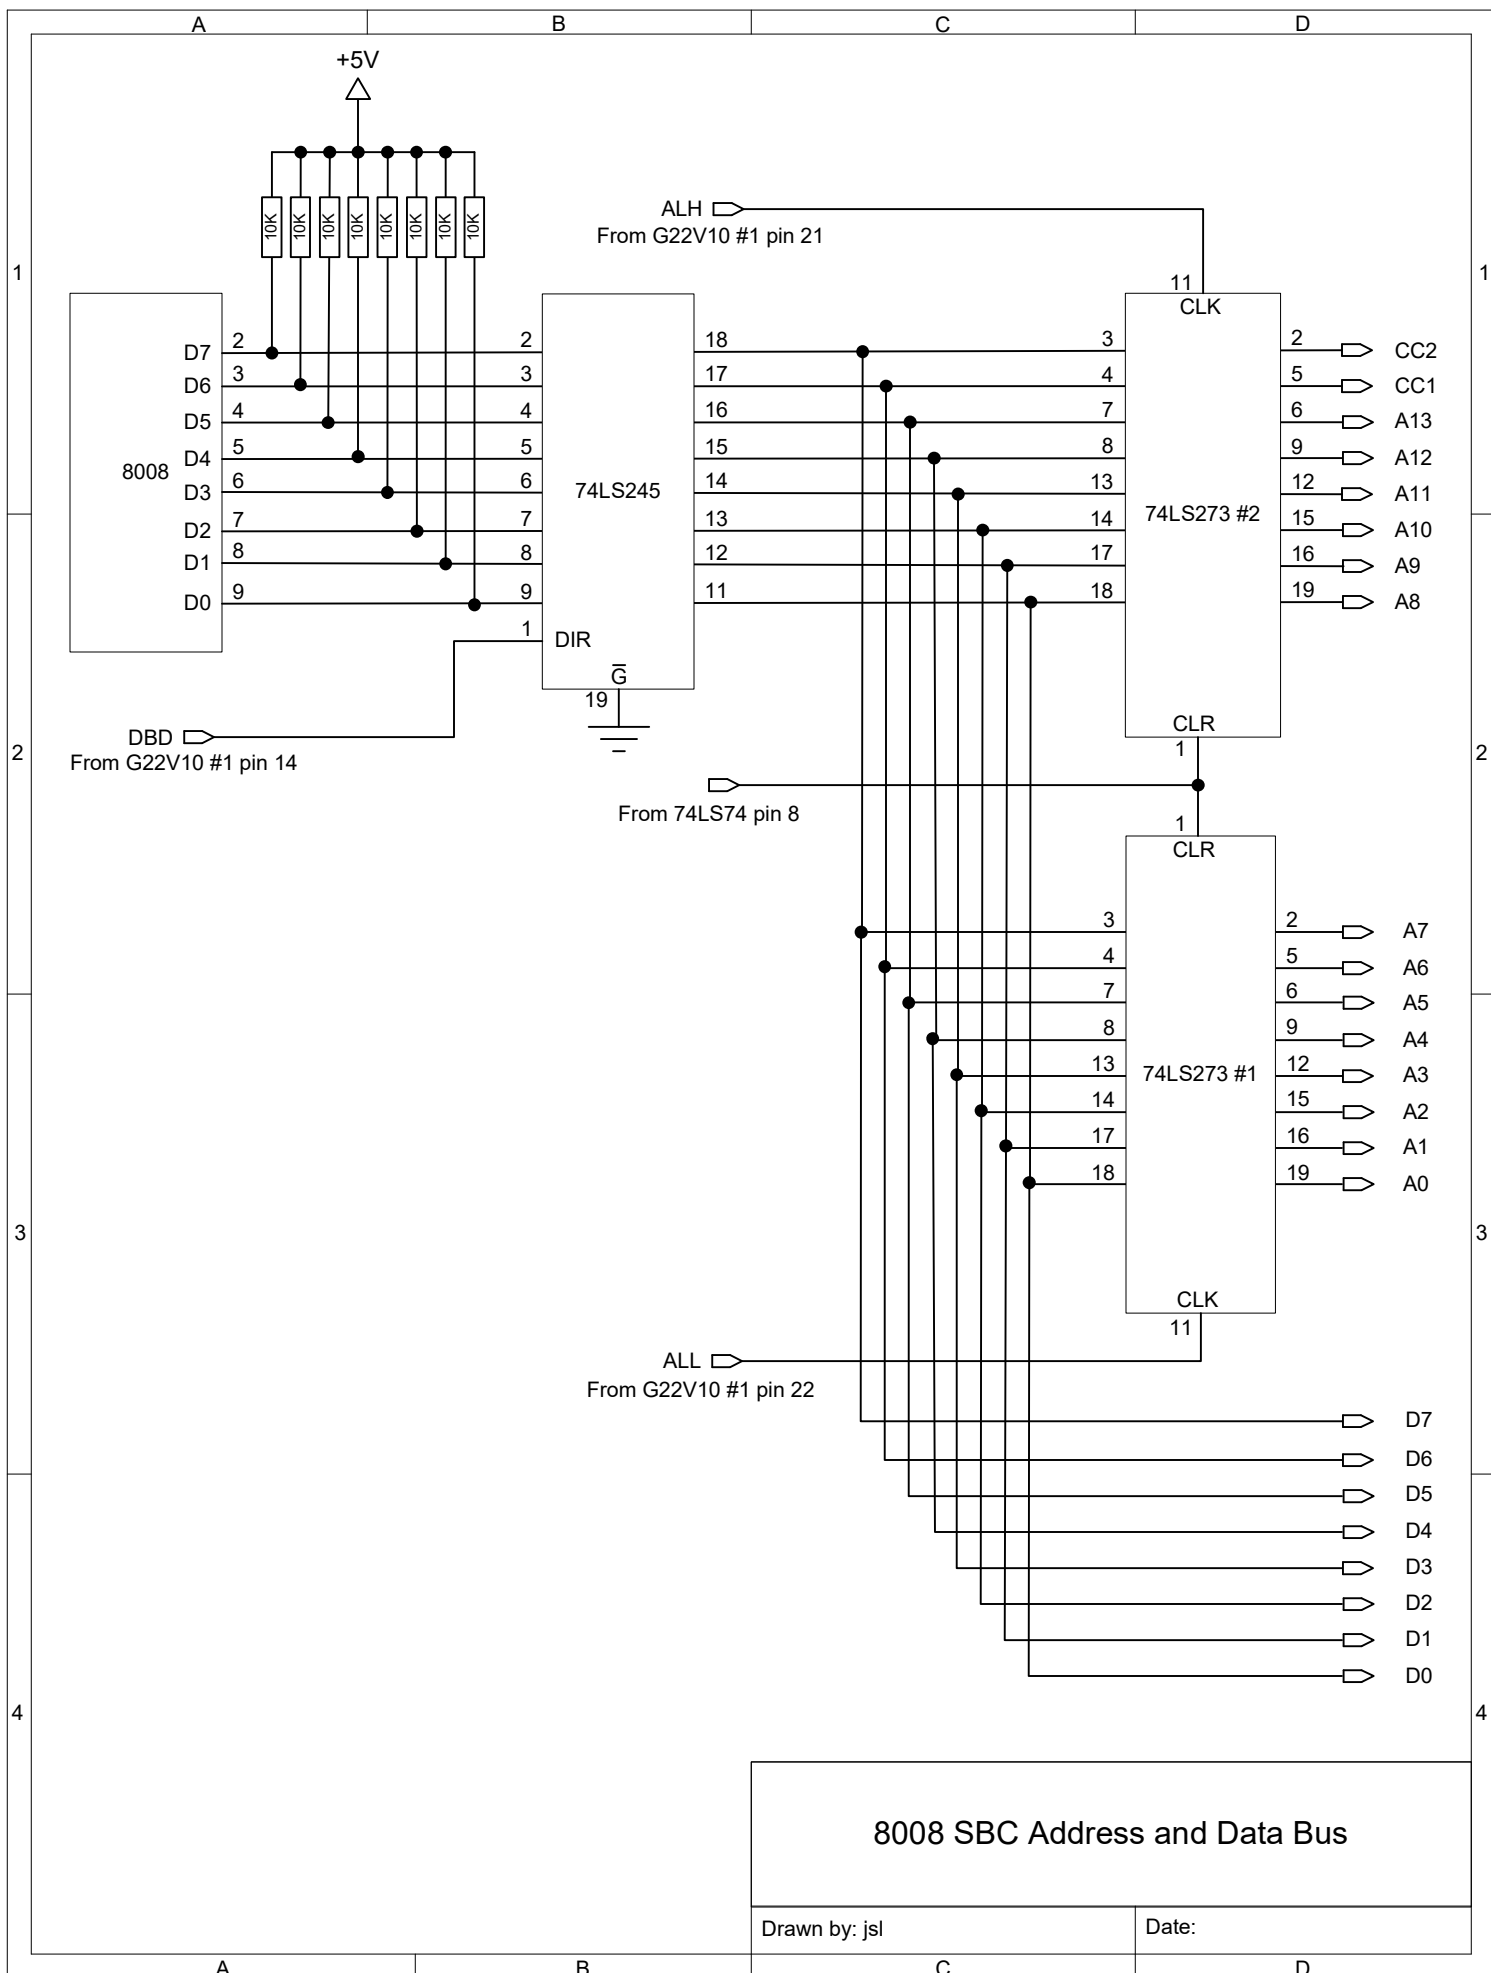 A B C D
+5V
10K 10K 10K 10K 10K 10K 10K 10K
ALH
From G22V10 #1 pin 21
1 1
11
CLK
D7 2 2 18 3 2 CC2
D6 3 3 17 4 5 CC1
D5 4 4 16 7 6 A13
D4 5 5 15 8 9 A12
8008 74LS245 74LS273 #2
D3 6 6 14 13 12 A11
D2 7 7 13 14 15 A10
D1 8 8 12 17 16 A9
D0 9 9 11 18 19 A8
1 DIR
G
19
CLR
1
DBD
From G22V10 #1 pin 14
2 2
From 74LS74 pin 8
1
CLR
3 2 A7
4 5 A6
7 6 A5
8 9 A4
13 74LS273 #1 12 A3
14 15 A2
17 16 A1
18 19 A0
3 3
CLK
11
ALL
From G22V10 #1 pin 22
D7
D6
D5
D4
D3
D2
D1
D0
4 4
8008 SBC Address and Data Bus
Drawn by: jsl Date:
A B C D